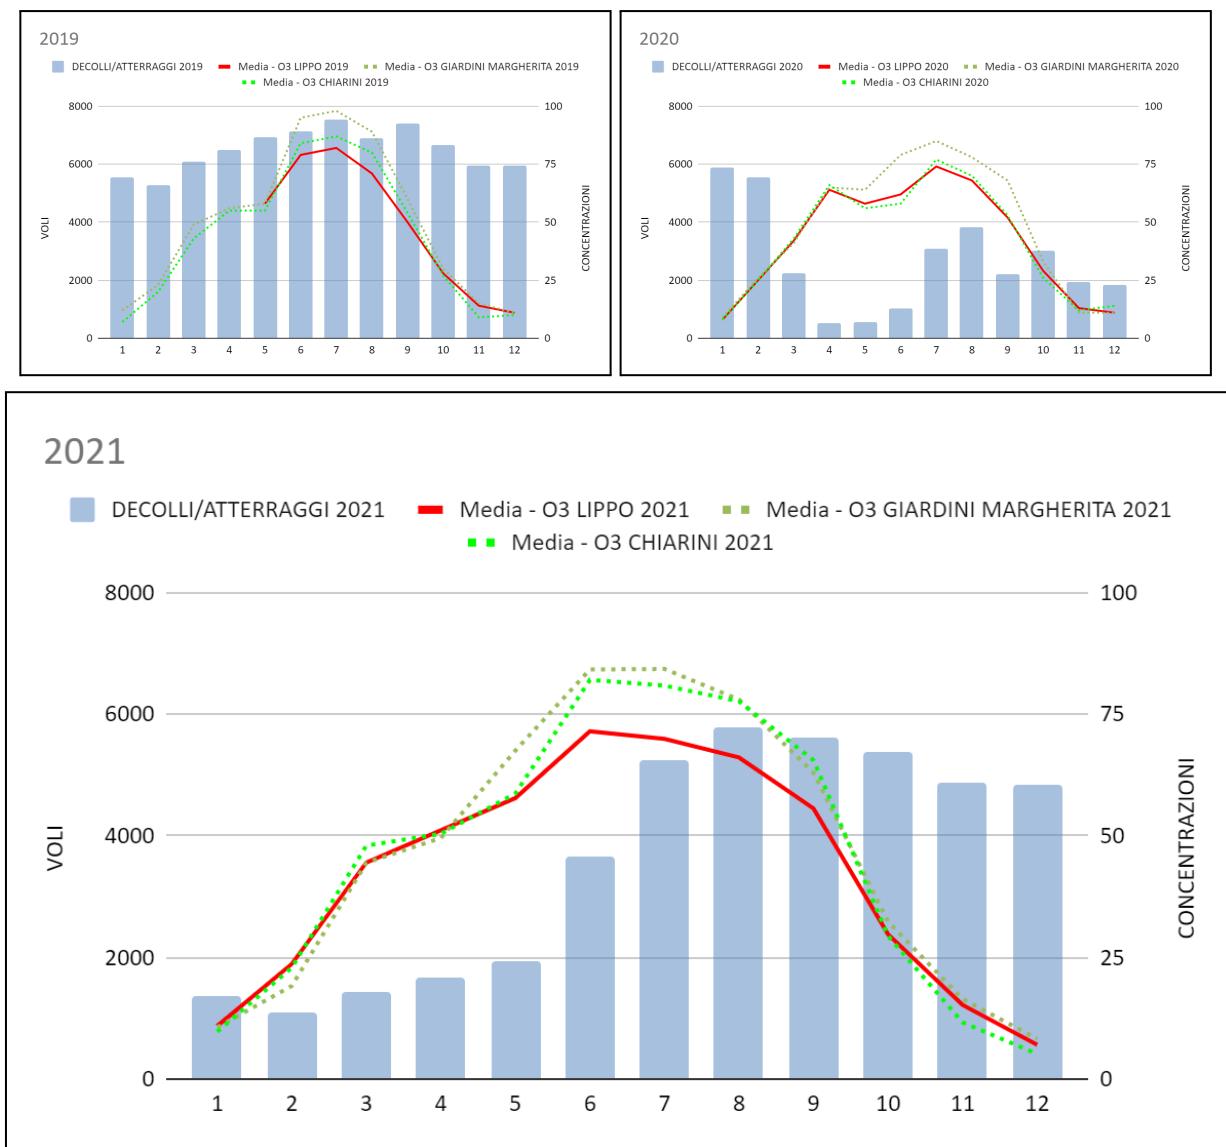 2019
DECOLLI/ATTERRAGGI 2019 Media - O3 LIPPO 2019 Media - O3 GIARDINI MARGHERITA 2019
Media - O3 CHIARINI 2019
8000 100
6000 75
4000 50
2000 25
0 0
VOLI
CONCENTRAZIONI
1 2 3 4 5 6 7 8 9 10 11 12
2020
DECOLLI/ATTERRAGGI 2020 Media - O3 LIPPO 2020 Media - O3 GIARDINI MARGHERITA 2020
Media - O3 CHIARINI 2020
8000 100
6000 75
4000 50
2000 25
0 0
VOLI
CONCENTRAZIONI
1 2 3 4 5 6 7 8 9 10 11 12
2021
DECOLLI/ATTERRAGGI 2021 Media - O3 LIPPO 2021 Media - O3 GIARDINI MARGHERITA 2021
Media - O3 CHIARINI 2021
8000 100
6000 75
4000 50
2000 25
0 0
VOLI
CONCENTRAZIONI
1 2 3 4 5 6 7 8 9 10 11 12